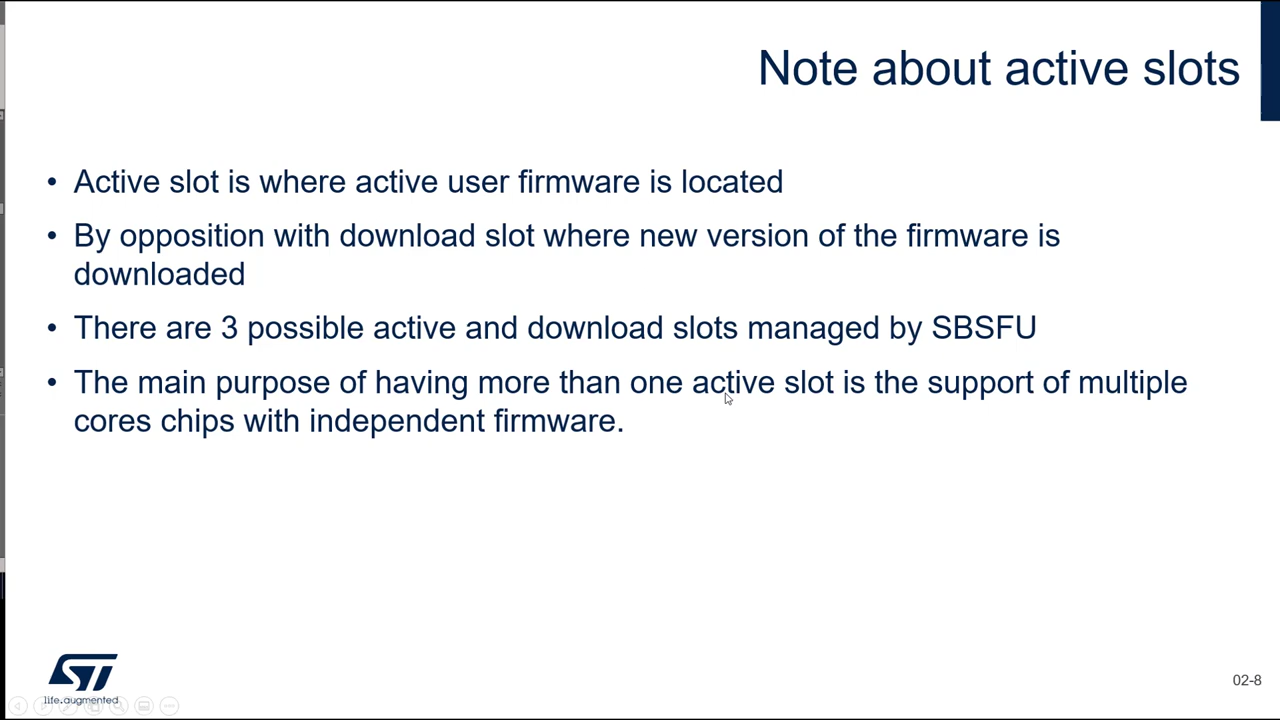 Note about active slots
• Active slot is where active user firmware is located
• By opposition with download slot where new version of the firmware is
downloaded
• There are 3 possible active and download slots managed by SBSFU
• The main purpose of having more than one active slot is the support of multiple
cores chips with independent firmware.
ST
life.augmented
02-8